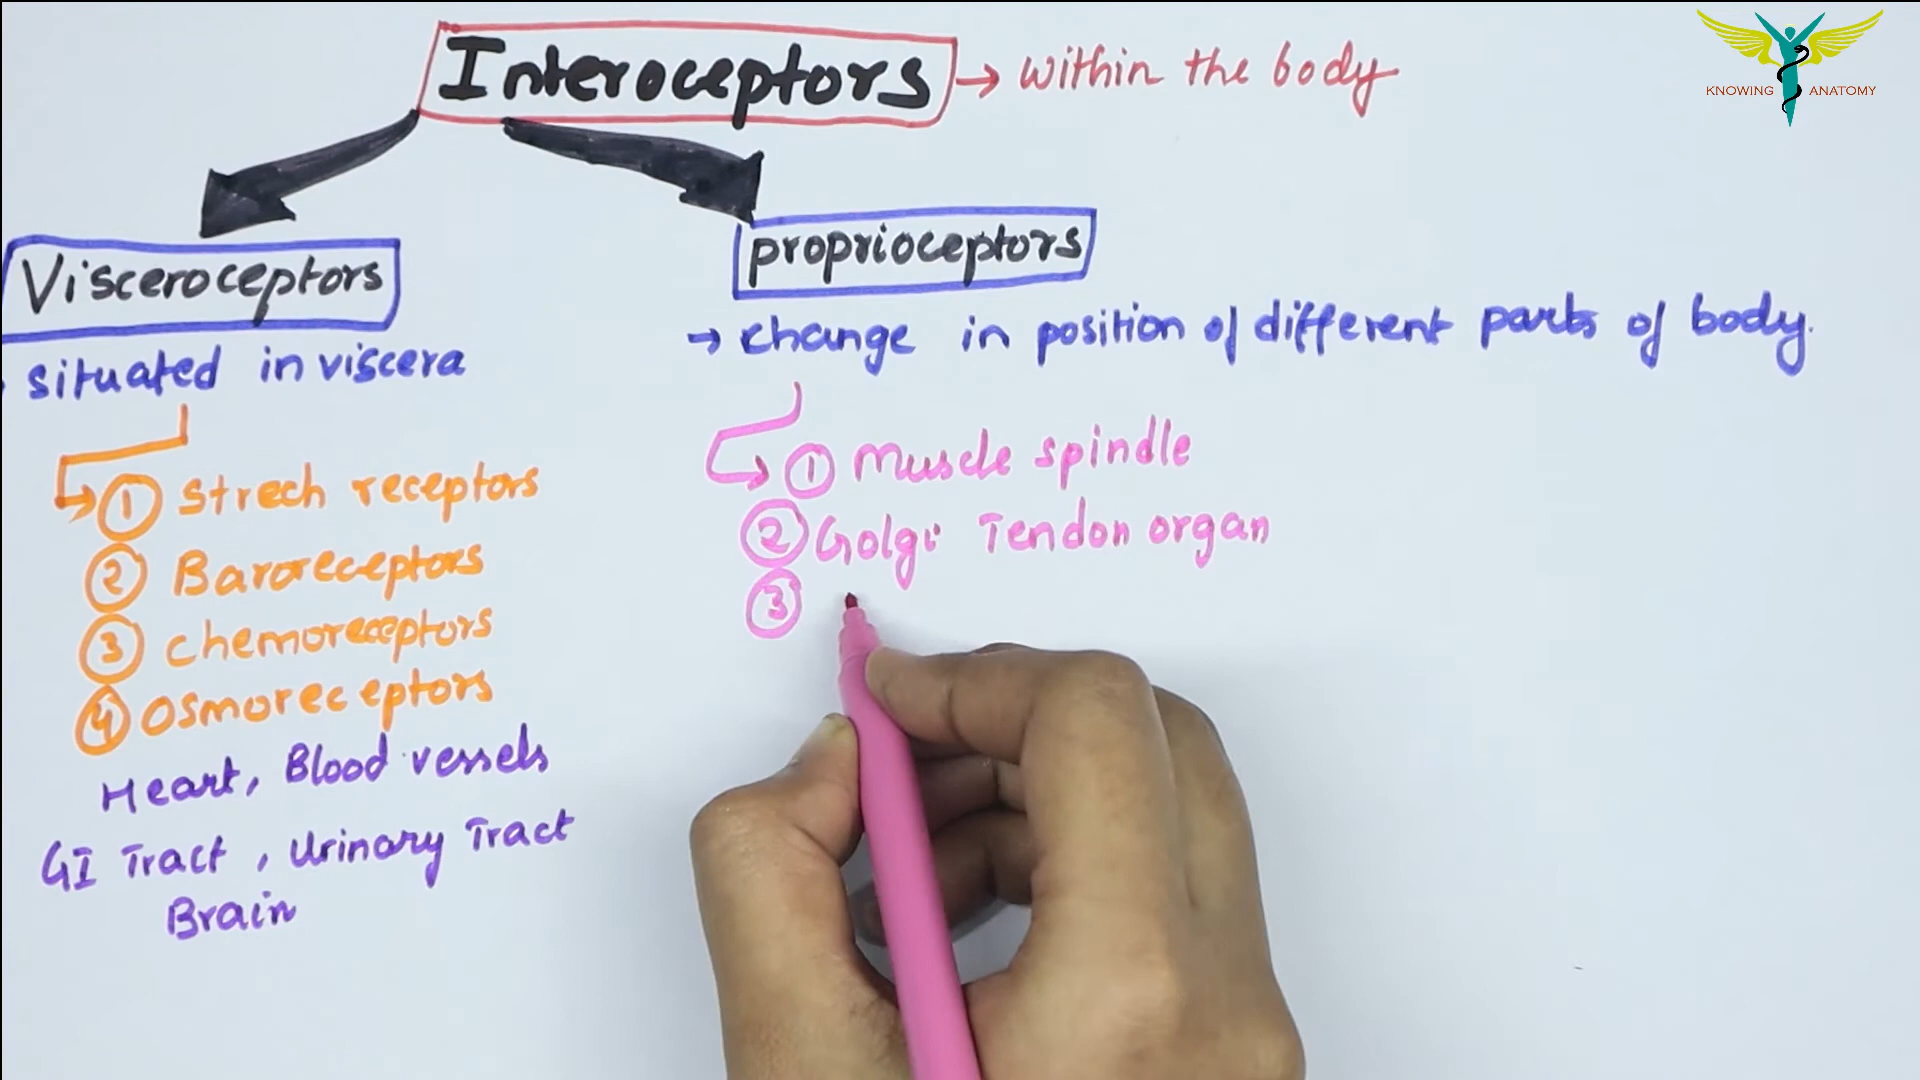 Interoceptors → within the body
KNOWING ANATOMY
Visceroceptors
situated in viscera
① Strech receptors
② Baroreceptors
③ chemoreceptors
④ Osmoreceptors
Heart, Blood vessels
GI Tract, Urinary Tract
Brain
proprioceptors
→ change in position of different parts of body.
① Muscle spindle
② Golgi Tendon organ
③